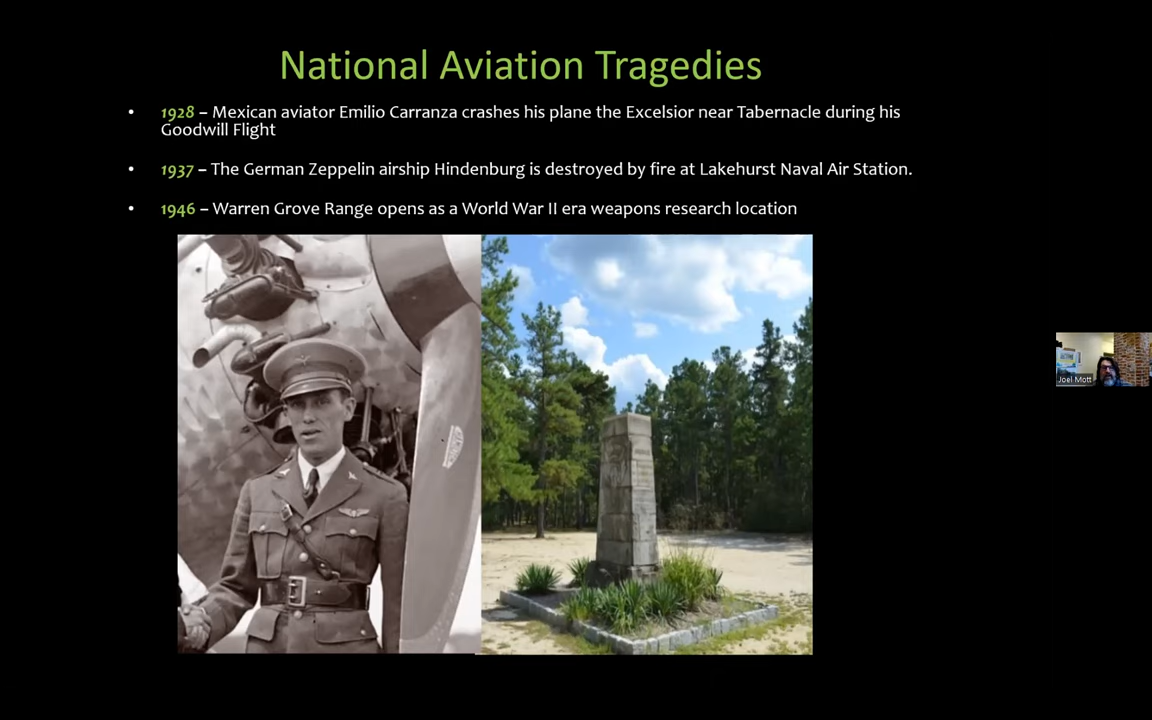 National Aviation Tragedies
• 1928 – Mexican aviator Emilio Carranza crashes his plane the Excelsior near Tabernacle during his
Goodwill Flight
• 1937 – The German Zeppelin airship Hindenburg is destroyed by fire at Lakehurst Naval Air Station.
• 1946 – Warren Grove Range opens as a World War II era weapons research location
Joel Mott